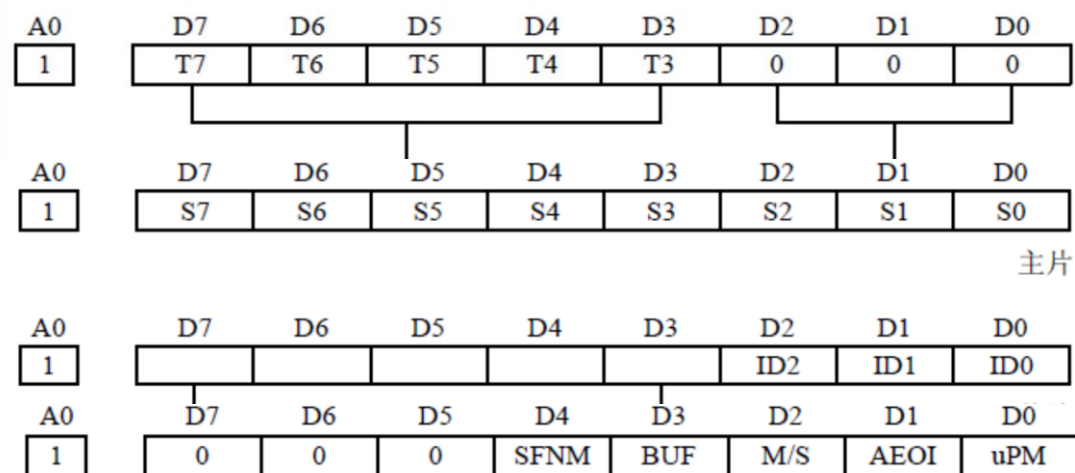 A0 D7 D6 D5 D4 D3 D2 D1 D0
1 T7 T6 T5 T4 T3 0 0 0
A0 D7 D6 D5 D4 D3 D2 D1 D0
1 S7 S6 S5 S4 S3 S2 S1 S0
主片
A0 D7 D6 D5 D4 D3 D2 D1 D0
1 ID2 ID1 ID0
A0 D7 D6 D5 D4 D3 D2 D1 D0
1 0 0 0 SFNM BUF M/S AEOI uPM